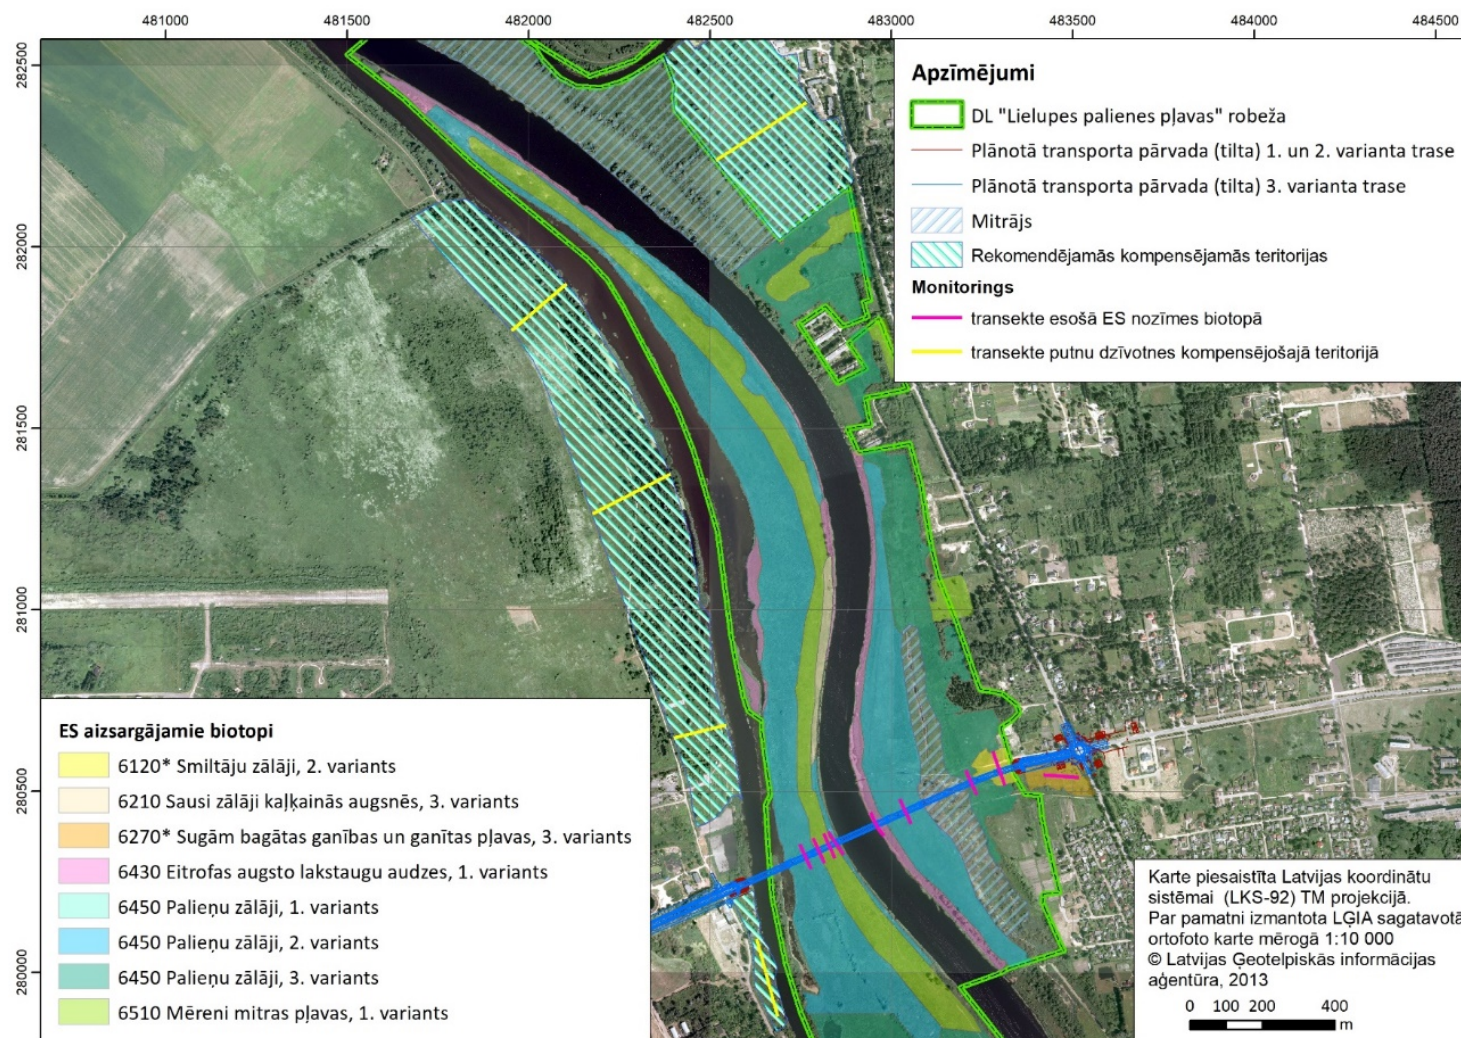 481000 481500 482000 482500 483000 483500 484000 484500
282500
282000
281500
281000
280500
280000
Apzīmējumi
DL "Lielupes palienes pļavas" robeža
Plānotā transporta pārvada (tilta) 1. un 2. varianta trase
Plānotā transporta pārvada (tilta) 3. varianta trase
Mitrājs
Rekomendējamās kompensējamās teritorijas
Monitorings
transekte esošā ES nozīmes biotopā
transekte putnu dzīvotnes kompensējošajā teritorijā
ES aizsargājamie biotopi
6120* Smiltāju zālāji, 2. variants
6210 Sausi zālāji kaļķainās augsnēs, 3. variants
6270* Sugām bagātas ganības un ganītas pļavas, 3. variants
6430 Eitrofas augsto lakstaugu audzes, 1. variants
6450 Palieņu zālāji, 1. variants
6450 Palieņu zālāji, 2. variants
6450 Palieņu zālāji, 3. variants
6510 Mēreni mitras pļavas, 1. variants
Karte piesaistīta Latvijas koordinātu
sistēmai (LKS-92) TM projekcijā.
Par pamatni izmantota LĢIA sagatavotā
ortofoto karte mērogā 1:10 000
© Latvijas Ģeotelpiskās informācijas
aģentūra, 2013
0 100 200 400
m